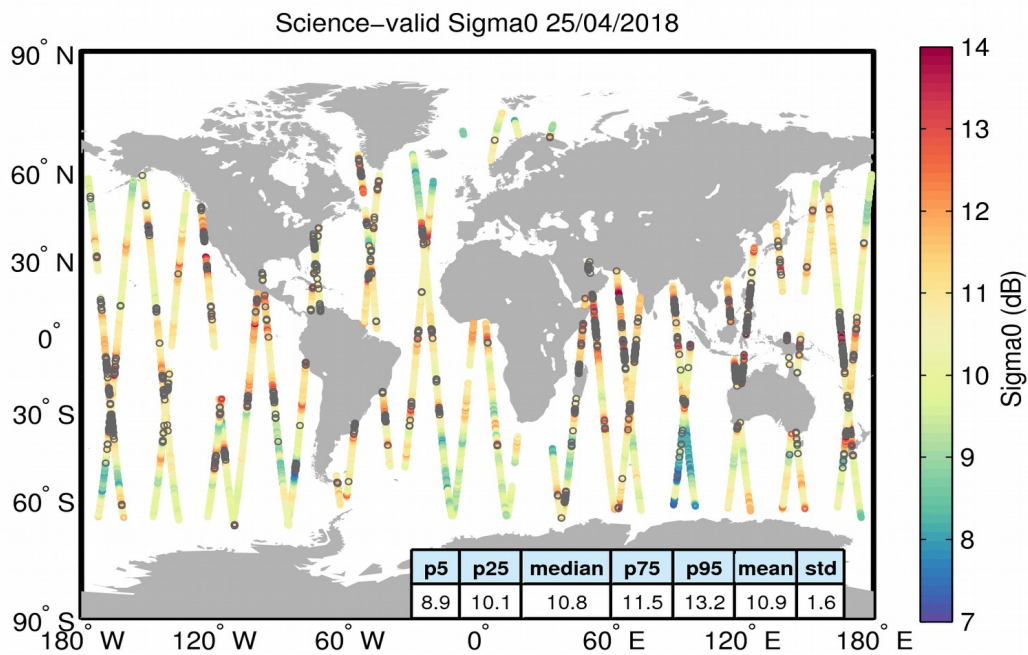 Science−valid Sigma0 25/04/2018
90° N
60° N
30° N
0°
30° S
60° S
90° S
180° W
120° W
60° W
0°
60° E
120° E
180° E
p5 p25 median p75 p95 mean std
8.9 10.1 10.8 11.5 13.2 10.9 1.6
14
13
12
11
10
9
8
7
Sigma0 (dB)